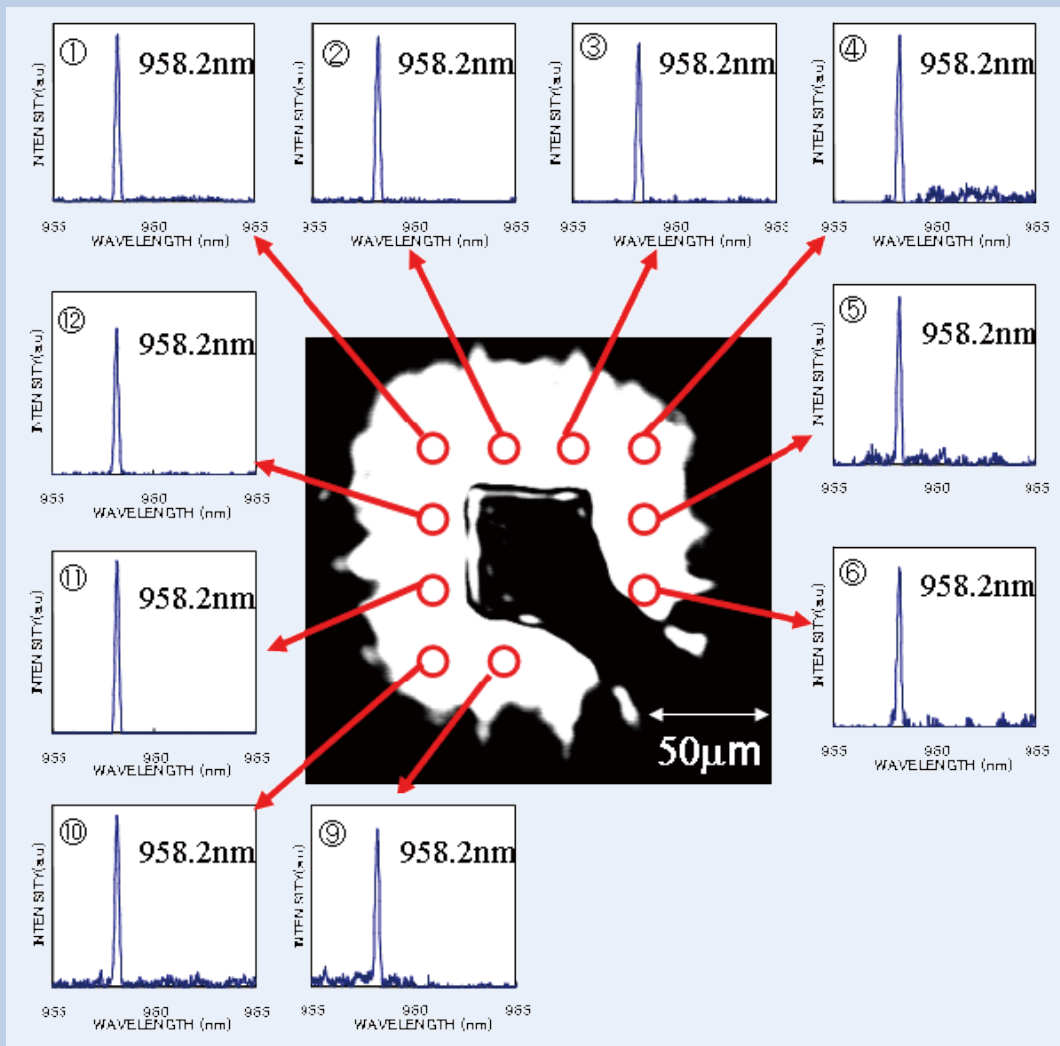 ①
958.2nm
INTENSITY(au)
955 960 965
WAVELENGTH (nm)
②
958.2nm
INTENSITY(au)
955 960 965
WAVELENGTH (nm)
③
958.2nm
INTENSITY(au)
955 960 965
WAVELENGTH (nm)
④
958.2nm
INTENSITY(au)
955 960 965
WAVELENGTH (nm)
⑫
958.2nm
INTENSITY(au)
955 960 965
WAVELENGTH (nm)
⑤
958.2nm
INTENSITY(au)
955 960 965
WAVELENGTH (nm)
⑪
958.2nm
INTENSITY(au)
955 960 965
WAVELENGTH (nm)
⑥
958.2nm
INTENSITY(au)
955 960 965
WAVELENGTH (nm)
50μm
⑩
958.2nm
INTENSITY(au)
955 960 965
WAVELENGTH (nm)
⑨
958.2nm
INTENSITY(au)
955 960 965
WAVELENGTH (nm)